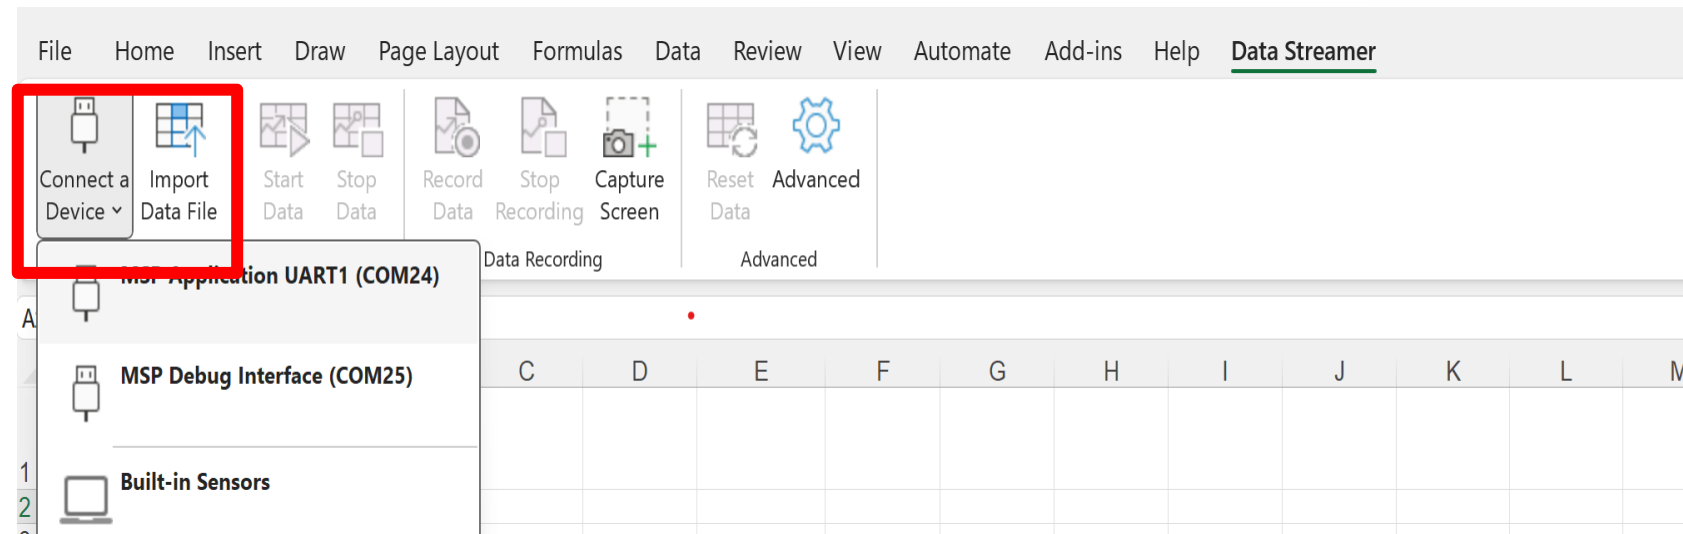 File Home Insert Draw Page Layout Formulas Data Review View Automate Add-ins Help Data Streamer
Connect a Device
Import Data File
Start Data
Stop Data
Record Data
Stop Recording
Capture Screen
Reset Data
Advanced
Data Recording
Advanced
MSP Application UART1 (COM24)
A
MSP Debug Interface (COM25)
C D E F G H I J K L M
1
Built-in Sensors
2